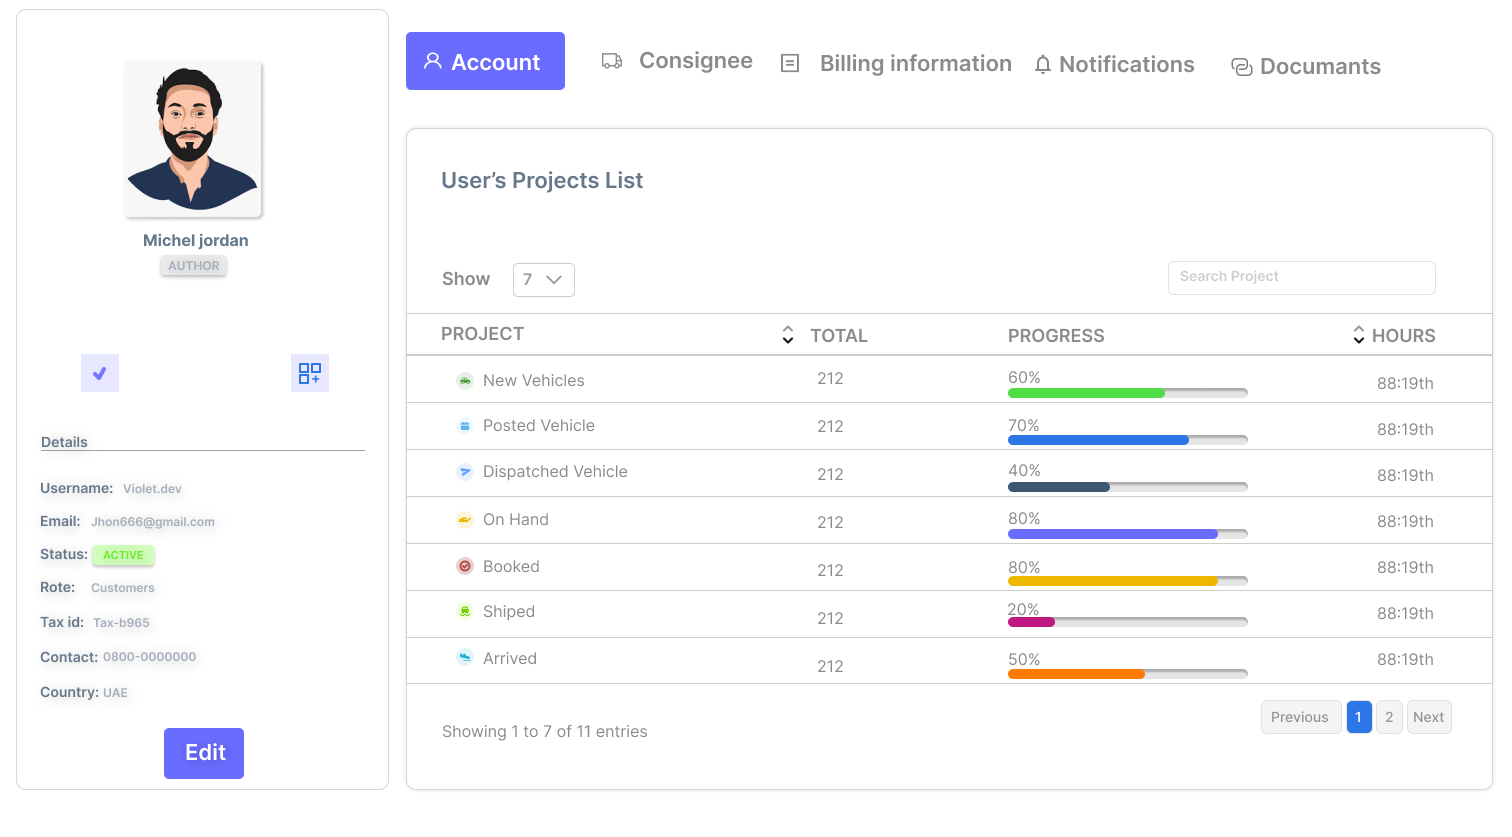 Michel jordan
AUTHOR
Details
Username: Violet.dev
Email: Jhon666@gmail.com
Status: ACTIVE
Rote: Customers
Tax id: Tax-b965
Contact: 0800-0000000
Country: UAE
Edit
Account Consignee Billing information Notifications Documants
User’s Projects List
Show 7 Search Project
PROJECT TOTAL PROGRESS HOURS
New Vehicles 212 60% 88:19th
Posted Vehicle 212 70% 88:19th
Dispatched Vehicle 212 40% 88:19th
On Hand 212 80% 88:19th
Booked 212 80% 88:19th
Shiped 212 20% 88:19th
Arrived 212 50% 88:19th
Showing 1 to 7 of 11 entries Previous 1 2 Next